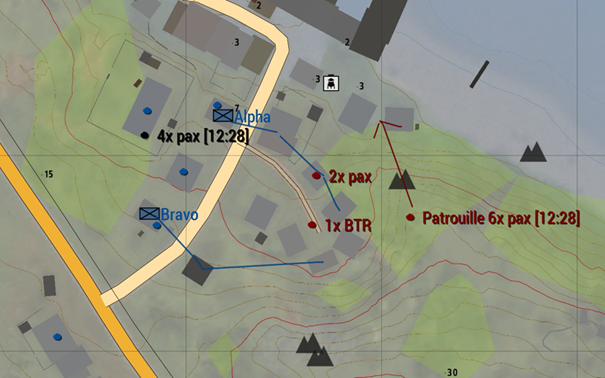 2
3
2
3
3
7
Alpha
4x pax [12:28]
15
2x pax
Bravo
1x BTR
Patrouille 6x pax [12:28]
30